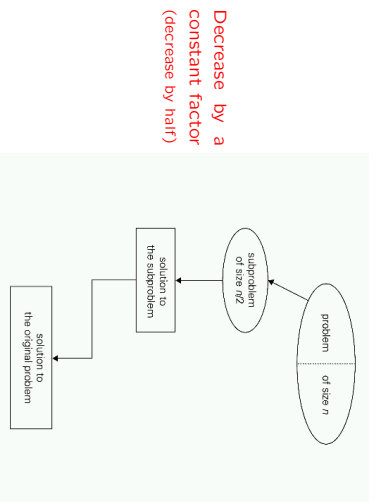 Decrease by a
constant factor
(decrease by half)
problem of size n
subproblem
of size n/2
solution to
the subproblem
solution to
the original problem